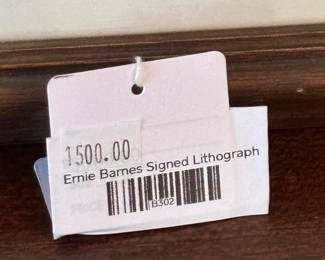 1500.00
Ernie Barnes Signed Lithograph
B302